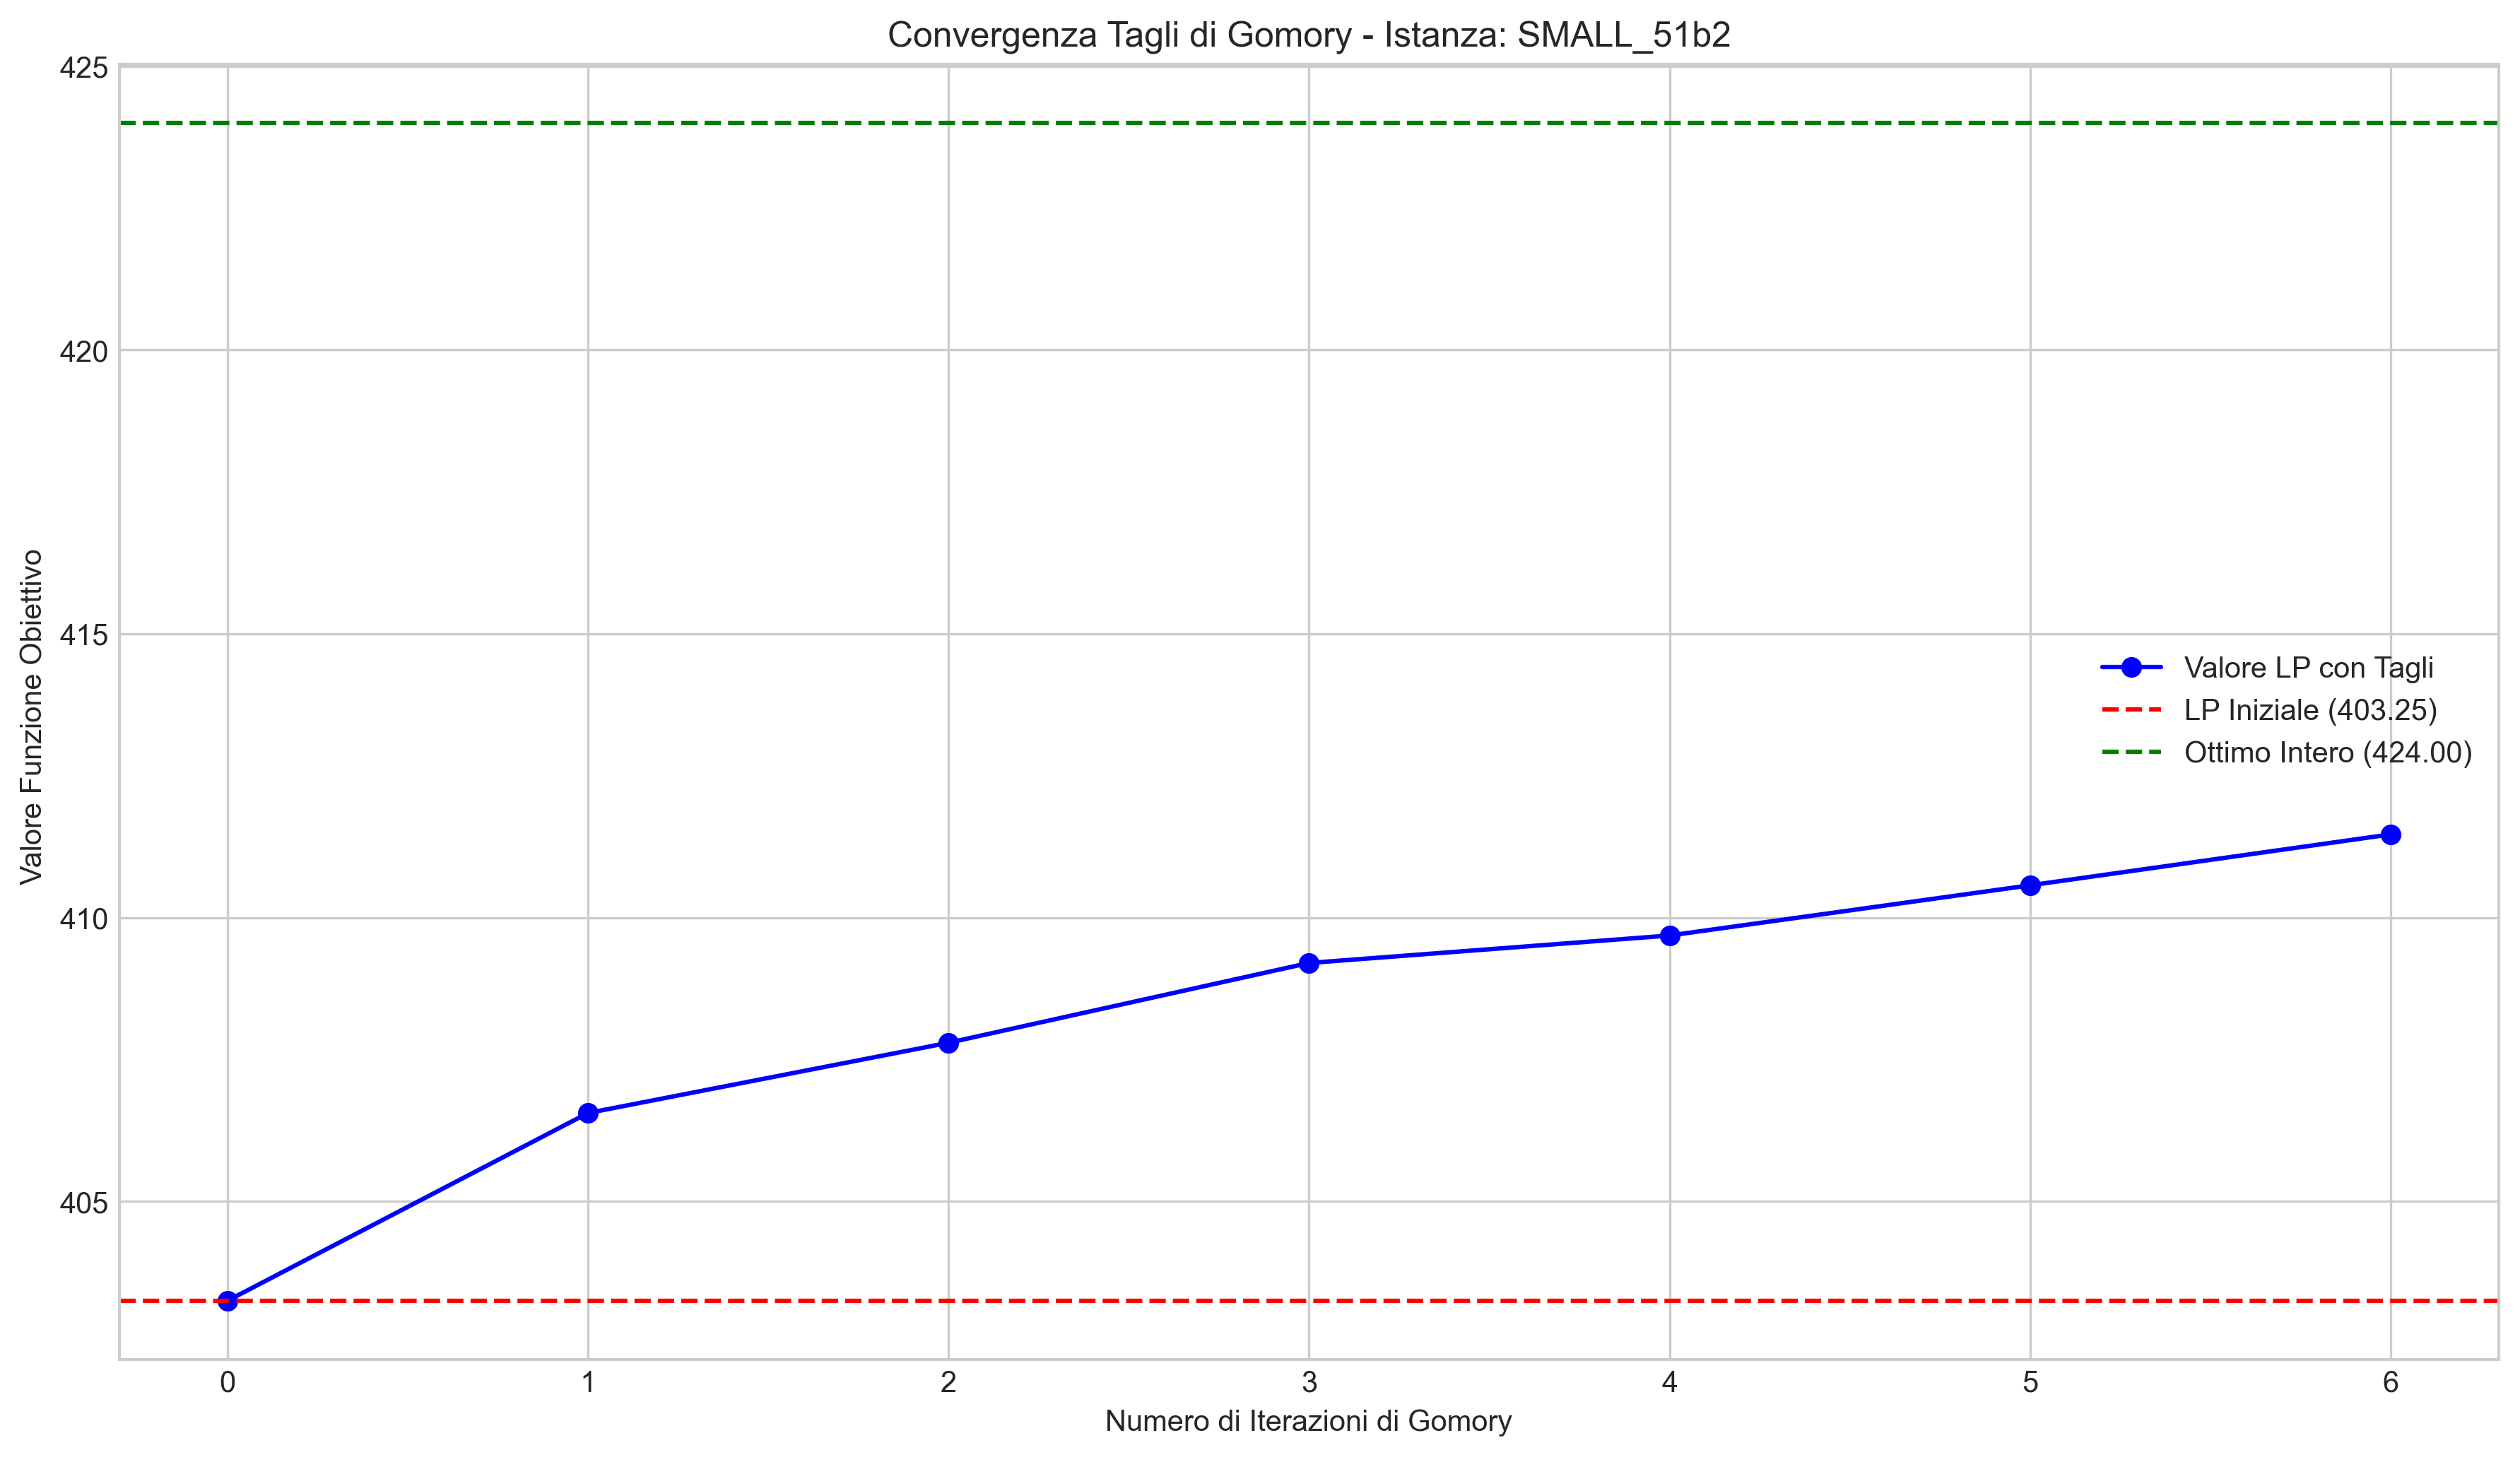 Convergenza Tagli di Gomory - Istanza: SMALL_51b2
425
420
415
410
405
Valore Funzione Obiettivo
Valore LP con Tagli
LP Iniziale (403.25)
Ottimo Intero (424.00)
0 1 2 3 4 5 6
Numero di Iterazioni di Gomory